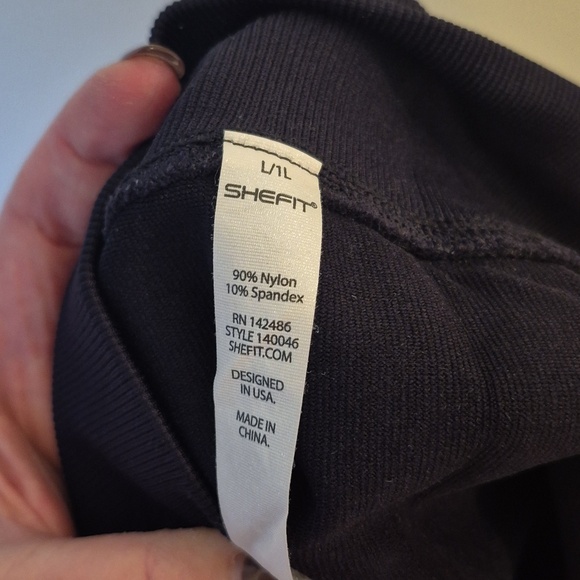 L/1L
SHEFIT®
90% Nylon
10% Spandex
RN 142486
STYLE 140046
SHEFIT.COM
DESIGNED
IN USA.
MADE IN
CHINA.